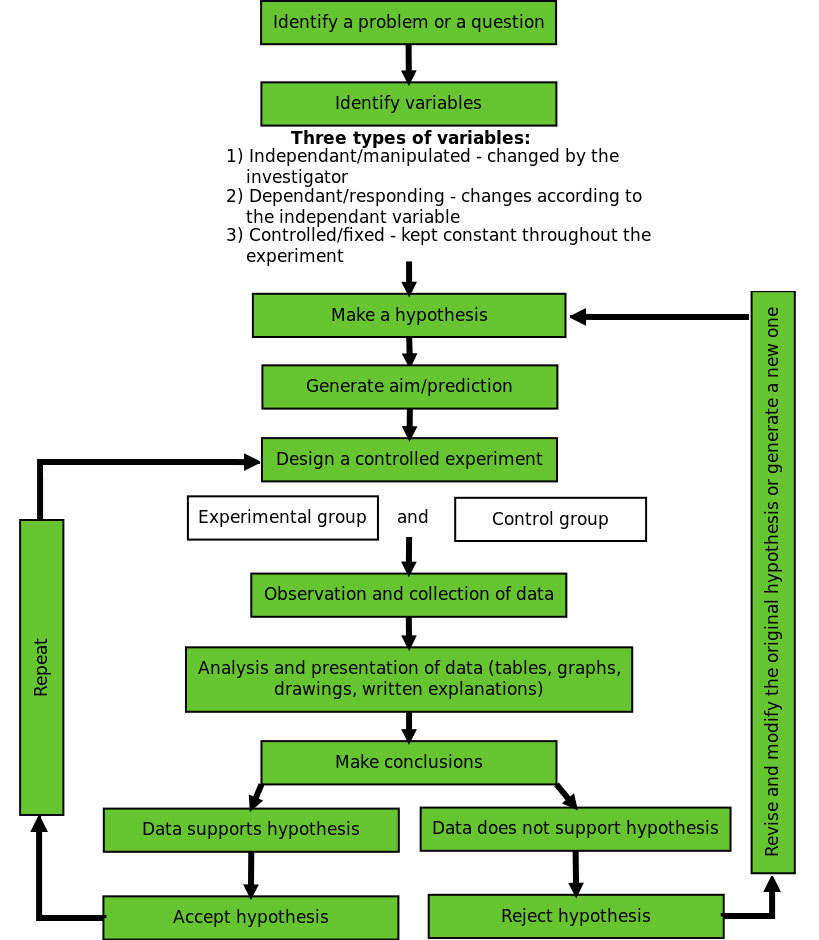 Identify a problem or a question
Identify variables
Three types of variables:
1) Independant/manipulated - changed by the
investigator
2) Dependant/responding - changes according to
the independant variable
3) Controlled/fixed - kept constant throughout the
experiment
Make a hypothesis
Generate aim/prediction
Design a controlled experiment
Experimental group
and
Control group
Observation and collection of data
Analysis and presentation of data (tables, graphs,
drawings, written explanations)
Make conclusions
Data supports hypothesis
Data does not support hypothesis
Accept hypothesis
Reject hypothesis
Repeat
Revise and modify the original hypothesis or generate a new one